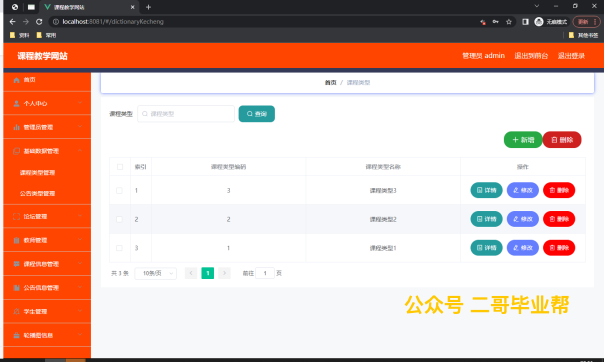 课程教学网站
localhost:8081/#/dictionaryKecheng
无痕模式
更新
资料
常用
其他书签
课程教学网站
管理员 admin
退出到前台
退出登录
首页
个人中心
管理员管理
基础数据管理
课程类型管理
公告类型管理
论坛管理
教师管理
课程信息管理
公告信息管理
学生管理
轮播图信息
首页 / 课程类型
课程类型 课程类型 查询
+ 新增 删除
索引 课程类型编码 课程类型名称 操作
1 3 课程类型3 详情 修改 删除
2 2 课程类型2 详情 修改 删除
3 1 课程类型1 详情 修改 删除
共 3 条 10条/页 1 前往 1 页
公众号 二哥毕业帮